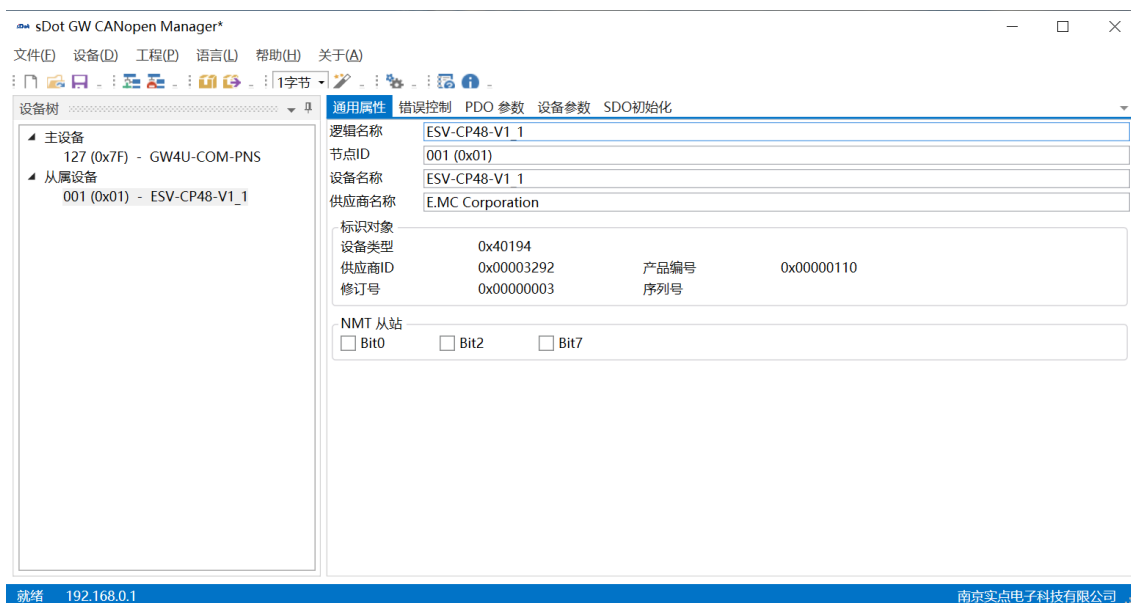 sDot GW CANopen Manager*
文件(F) 设备(D) 工程(P) 语言(L) 帮助(H) 关于(A)
1字节
设备树
通用属性 错误控制 PDO 参数 设备参数 SDO初始化
主设备
127 (0x7F) - GW4U-COM-PNS
从属设备
001 (0x01) - ESV-CP48-V1_1
逻辑名称 ESV-CP48-V1_1
节点ID 001 (0x01)
设备名称 ESV-CP48-V1_1
供应商名称 E.MC Corporation
标识对象
设备类型 0x40194
供应商ID 0x00003292 产品编号 0x00000110
修订号 0x00000003 序列号
NMT 从站
Bit0 Bit2 Bit7
就绪 192.168.0.1 南京实点电子科技有限公司